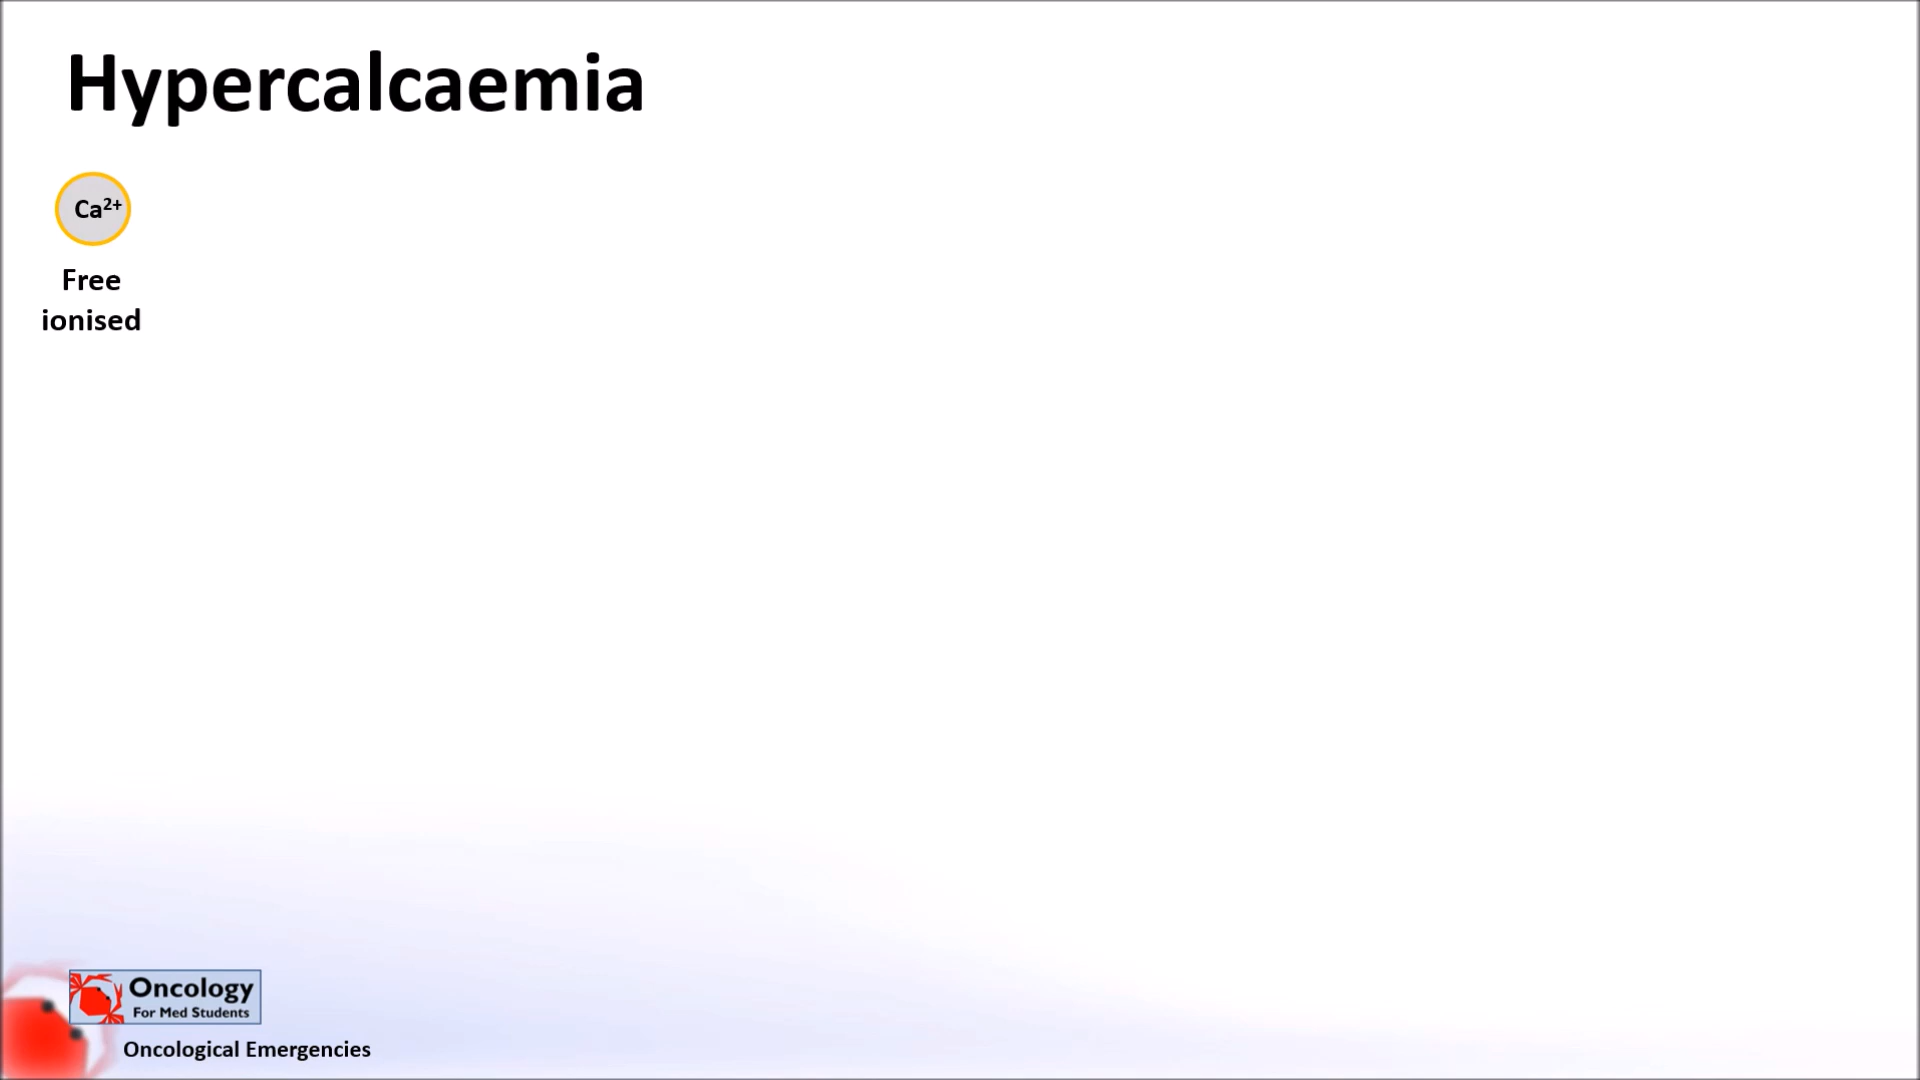 Hypercalcaemia
Ca²⁺
Free
ionised
Oncology
For Med Students
Oncological Emergencies